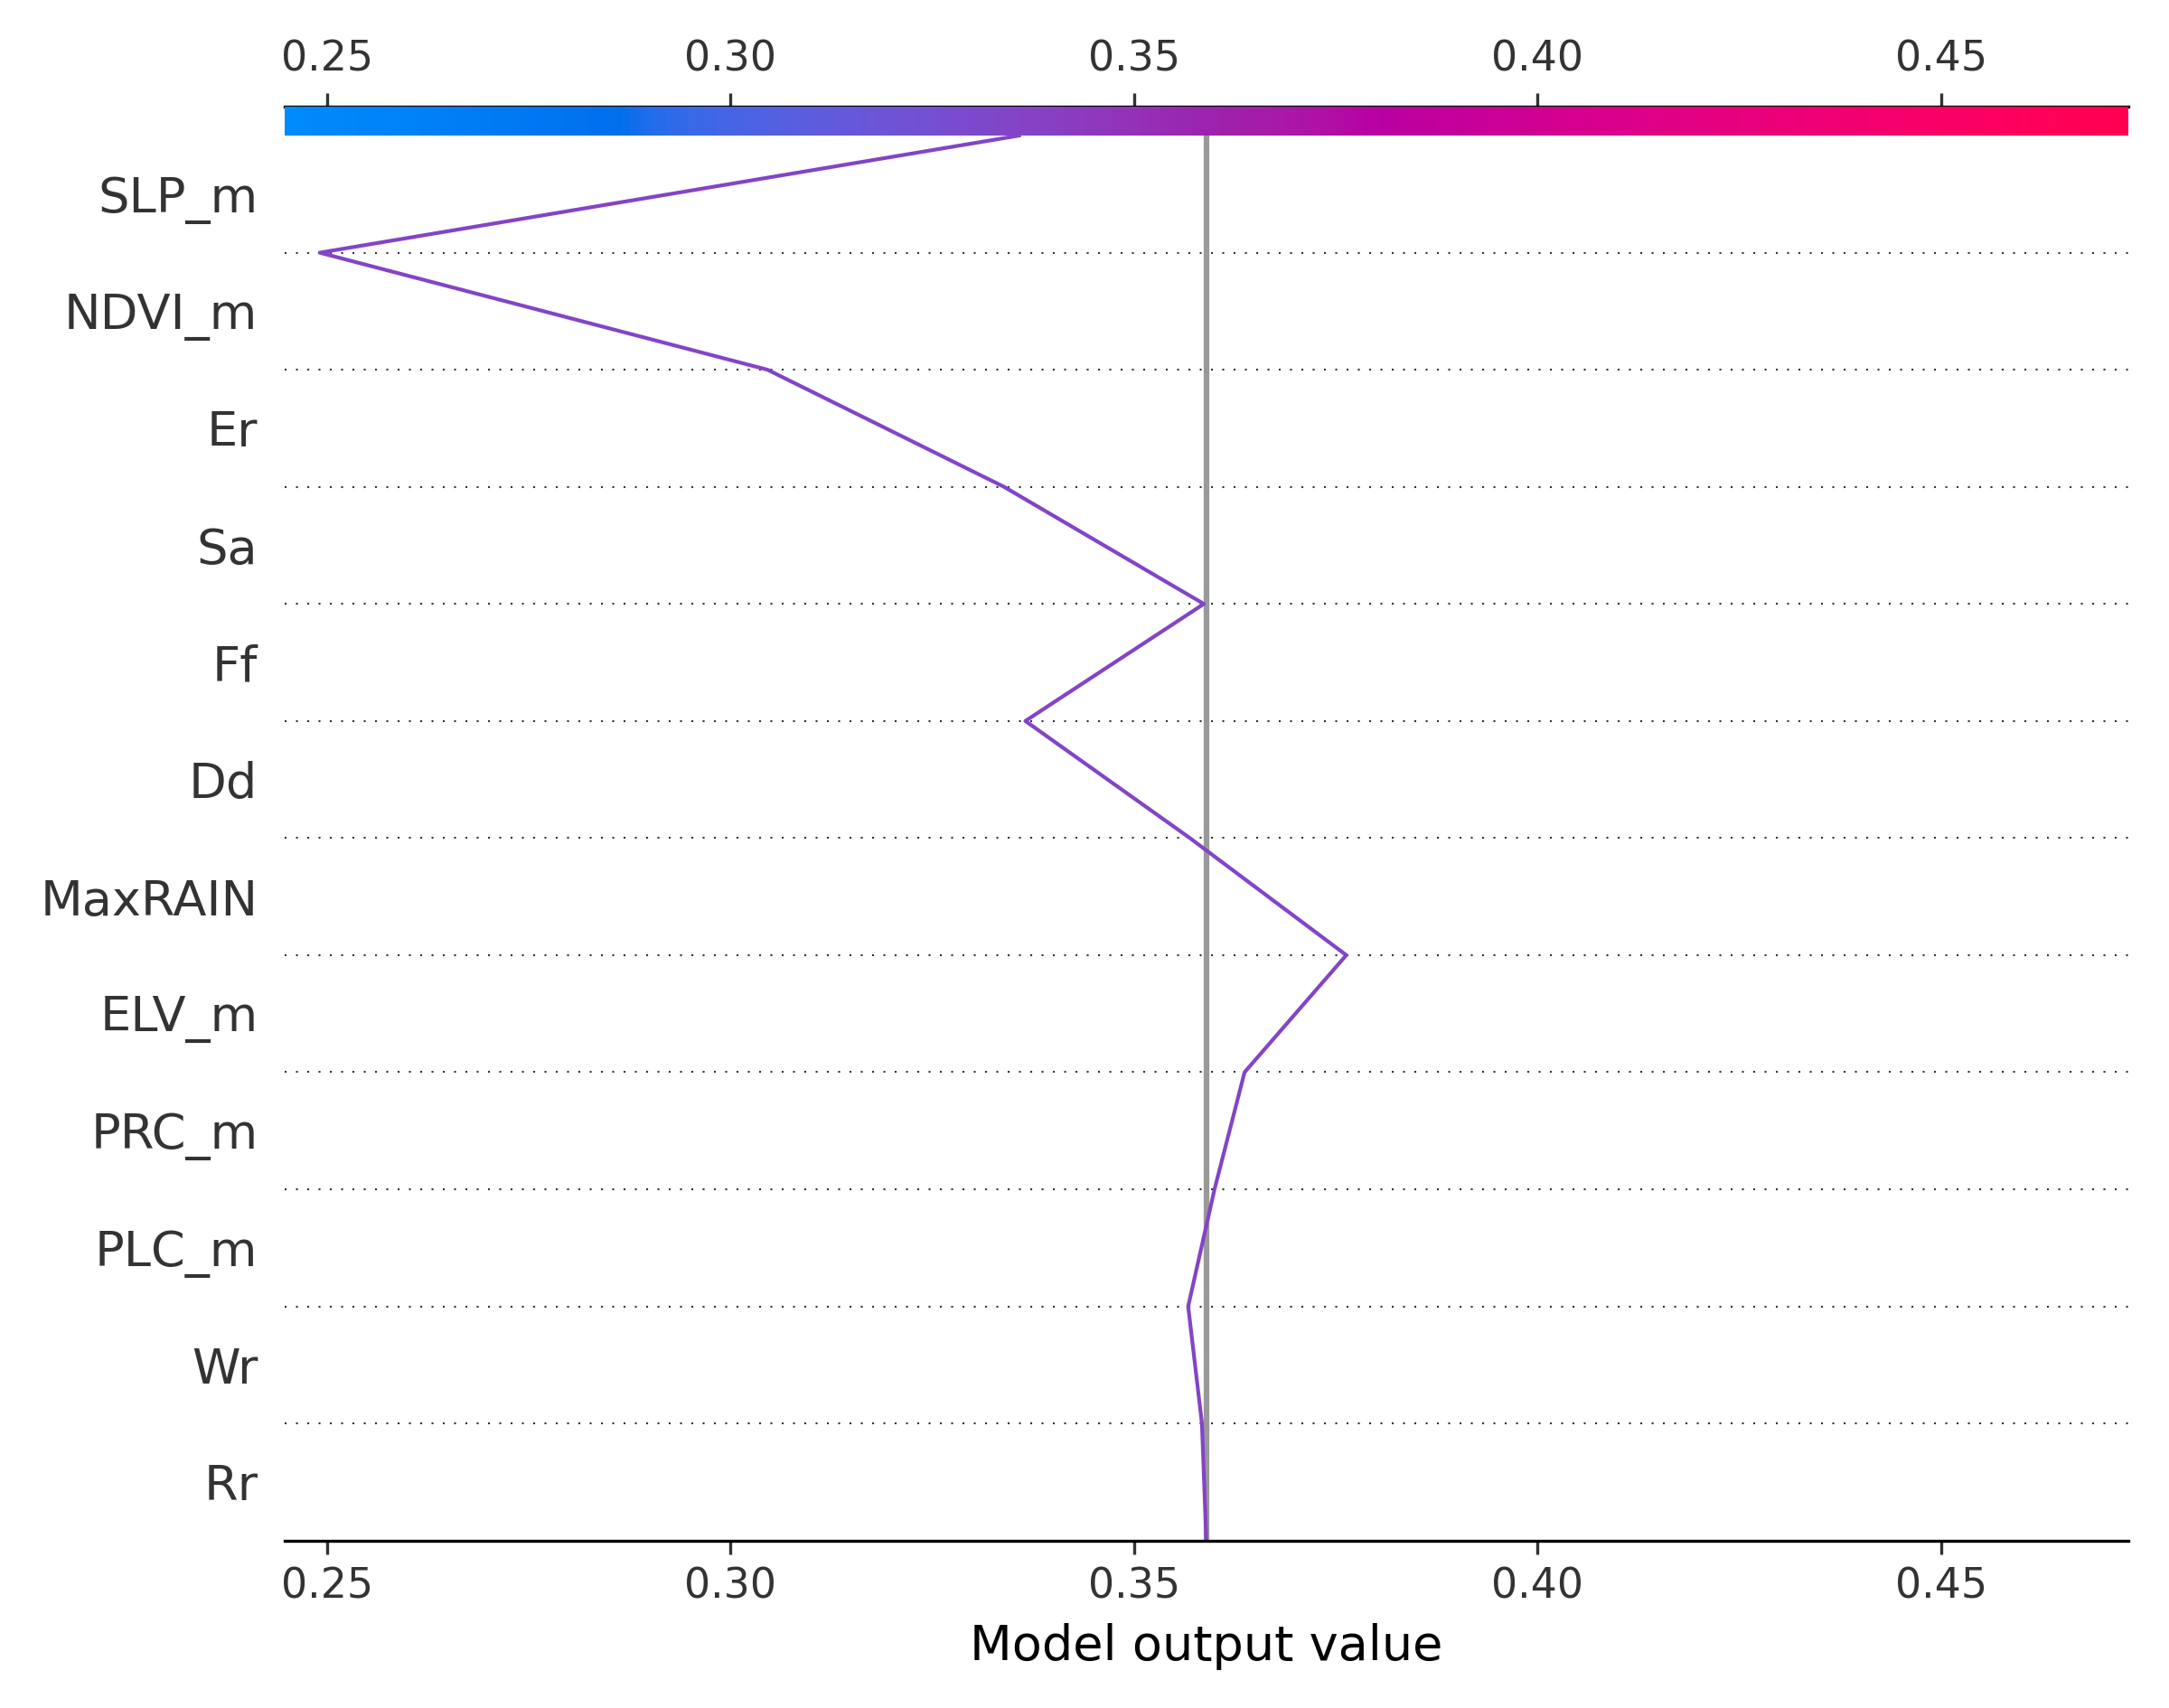 0.25 0.30 0.35 0.40 0.45
SLP_m
NDVI_m
Er
Sa
Ff
Dd
MaxRAIN
ELV_m
PRC_m
PLC_m
Wr
Rr
0.25 0.30 0.35 0.40 0.45
Model output value